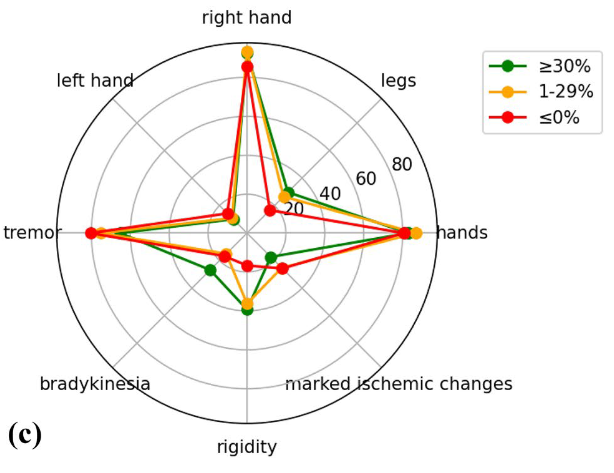 right hand
left hand
legs
≥30%
1-29%
≤0%
80
60
40
20
tremor
hands
bradykinesia
marked ischemic changes
rigidity
(c)